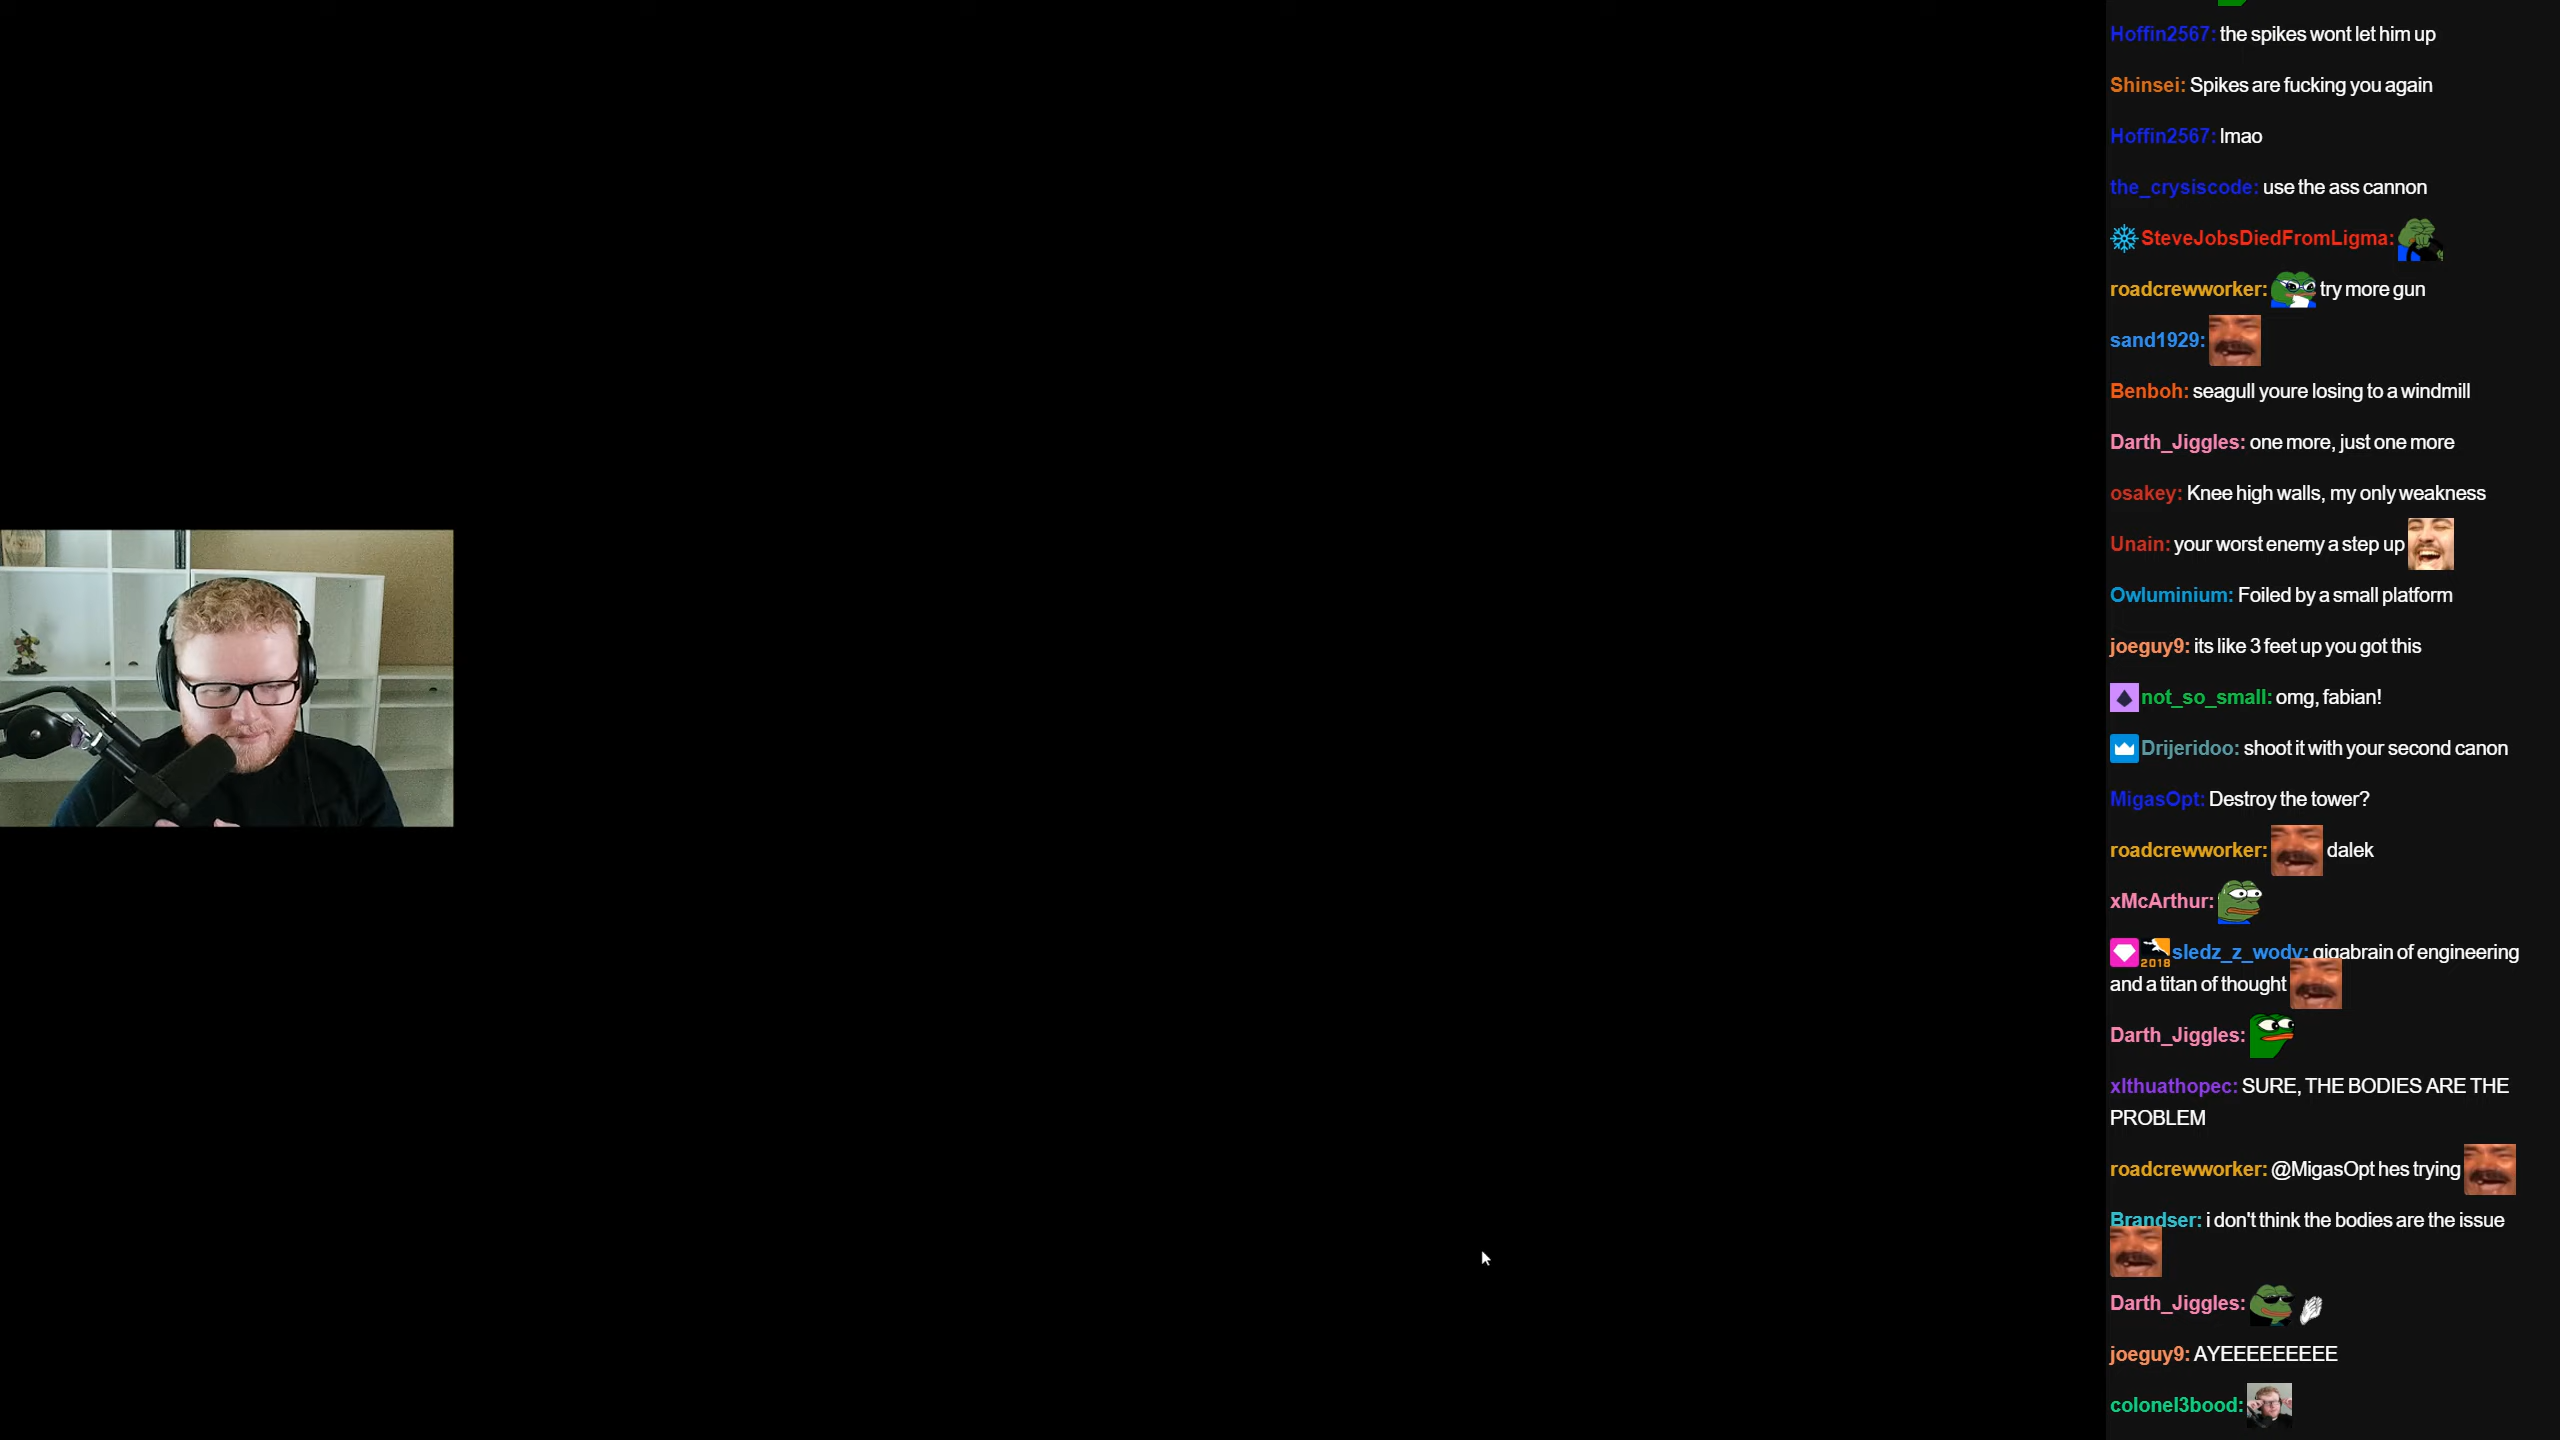 Hoffin2567: the spikes wont let him up
Shinsei: Spikes are fucking you again
Hoffin2567: lmao
the_crysiscode: use the ass cannon
SteveJobsDiedFromLigma:
roadcrewworker: try more gun
sand1929:
Benboh: seagull youre losing to a windmill
Darth_Jiggles: one more, just one more
osakey: Knee high walls, my only weakness
Unain: your worst enemy a step up
Owluminium: Foiled by a small platform
joeguy9: its like 3 feet up you got this
not_so_small: omg, fabian!
Drijeridoo: shoot it with your second canon
MigasOpt: Destroy the tower?
roadcrewworker: dalek
xMcArthur:
2018 sledz_z_wody: gigabrain of engineering
and a titan of thought
Darth_Jiggles:
xlthuathopec: SURE, THE BODIES ARE THE
PROBLEM
roadcrewworker: @MigasOpt hes trying
Brandser: i don't think the bodies are the issue
Darth_Jiggles:
joeguy9: AYEEEEEEEEE
colonel3bood: